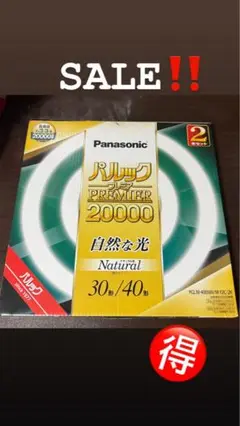 SALE‼️
Panasonic
2
パルック
プレミア
PREMIER
20000
自然な光
Natural
30形/40形
パルック
得